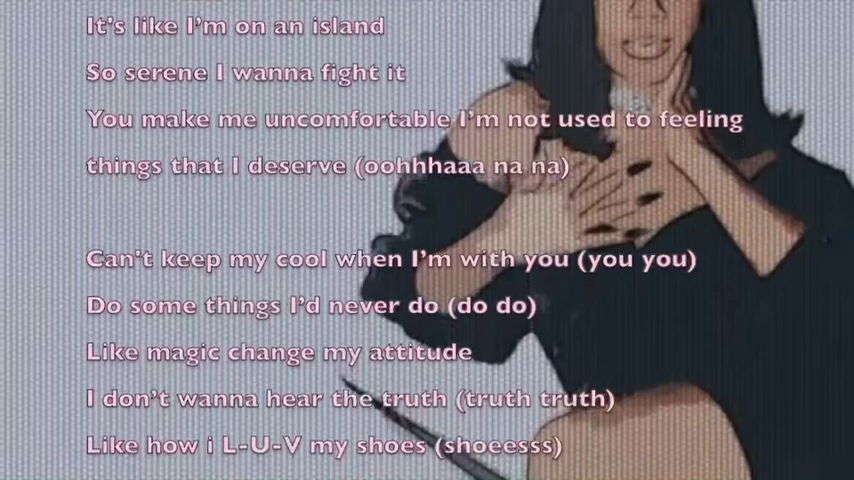 It's like I'm on an island
So serene I wanna fight it
You make me uncomfortable I'm not used to feeling
things that I deserve (oohhhaaa na na)
Can't keep my cool when I'm with you (you you)
Do some things I'd never do (do do)
Like magic change my attitude
I don't wanna hear the truth (truth truth)
Like how i L-U-V my shoes (shoeesss)